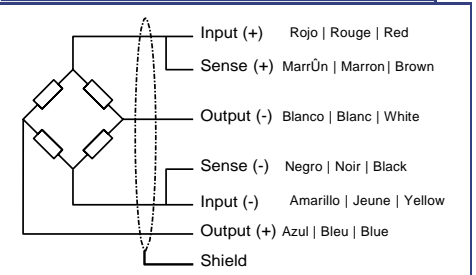 Input (+) Rojo | Rouge | Red
Sense (+) MarrÛn | Marron | Brown
Output (-) Blanco | Blanc | White
Sense (-) Negro | Noir | Black
Input (-) Amarillo | Jeune | Yellow
Output (+) Azul | Bleu | Blue
Shield